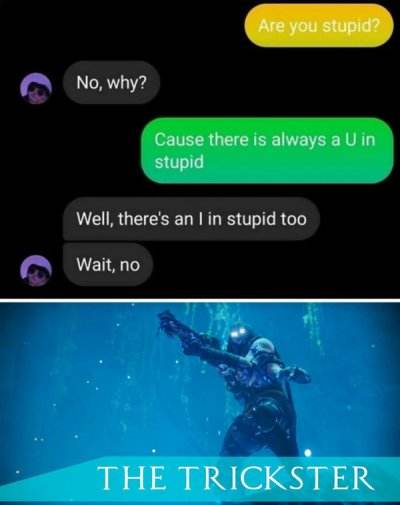 Are you stupid?
No, why?
Cause there is always a U in
stupid
Well, there's an I in stupid too
Wait, no
THE TRICKSTER